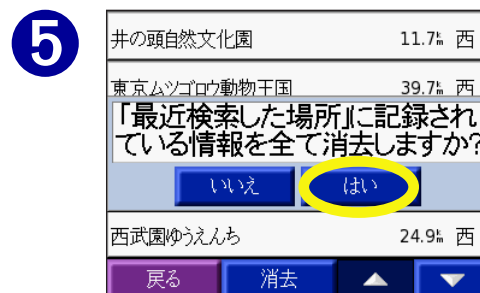 5
井の頭自然文化園 11.7㎞ 西
東京ムツゴロウ動物王国 39.7㎞ 西
「最近検索した場所」に記録され
ている情報を全て消去しますか?
いいえ はい
西武園ゆうえんち 24.9㎞ 西
戻る 消去